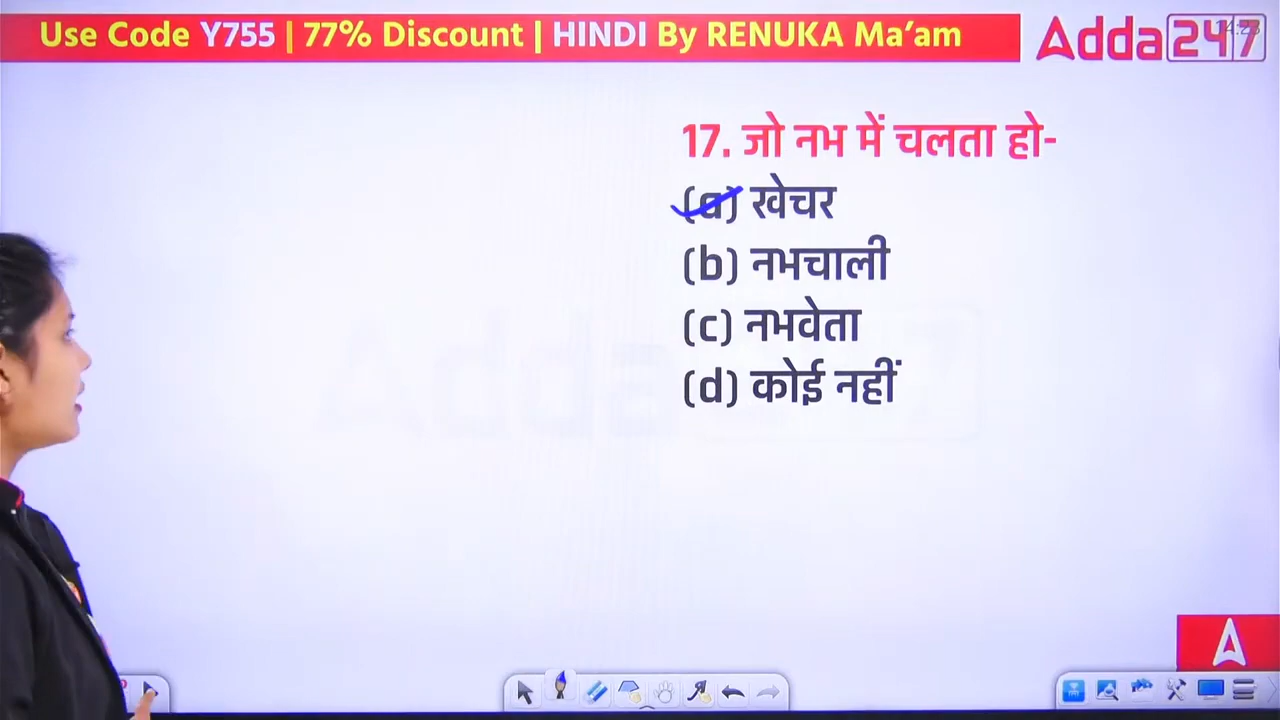 Use Code Y755 | 77% Discount | HINDI By RENUKA Ma’am
Adda247
17. जो नभ में चलता हो-
(a) खेचर
(b) नभचाली
(c) नभवेता
(d) कोई नहीं